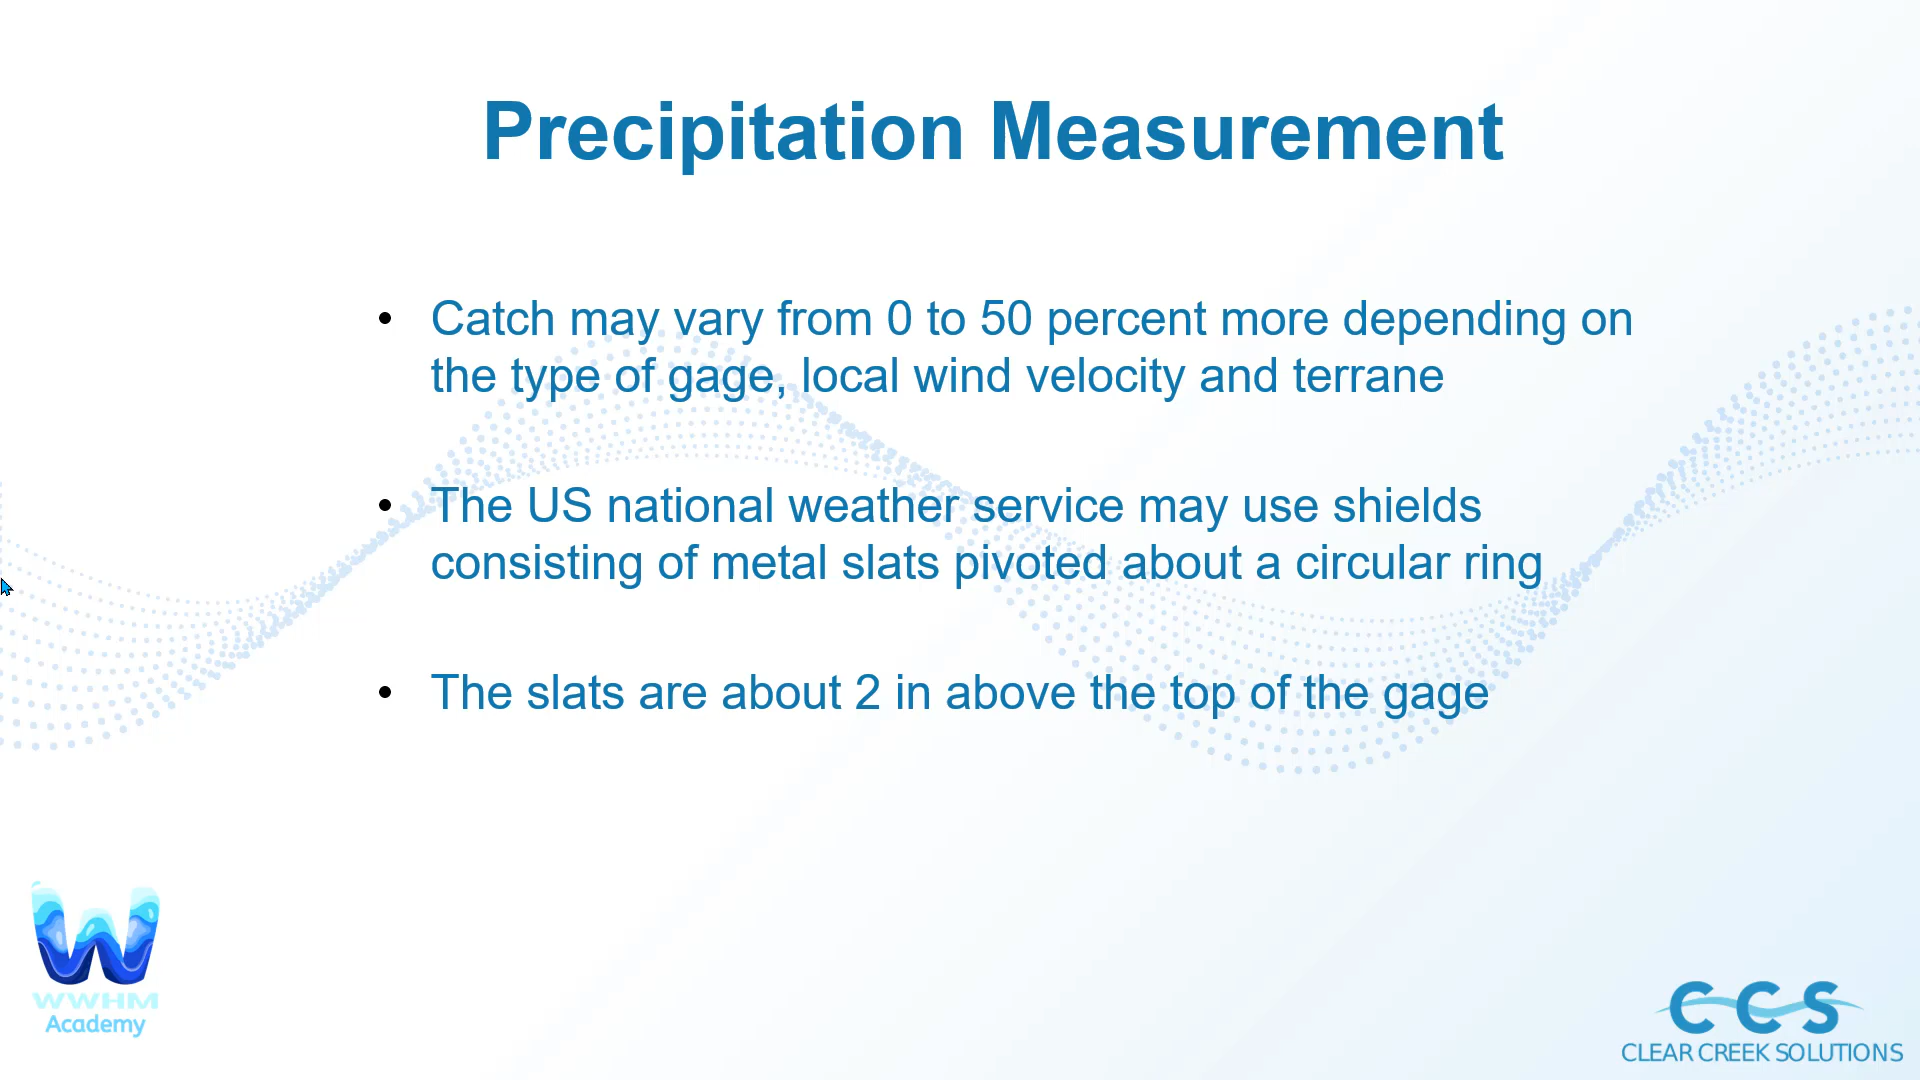 Precipitation Measurement
• Catch may vary from 0 to 50 percent more depending on
the type of gage, local wind velocity and terrane
• The US national weather service may use shields
consisting of metal slats pivoted about a circular ring
• The slats are about 2 in above the top of the gage
W
WWHM
Academy
CCS
CLEAR CREEK SOLUTIONS